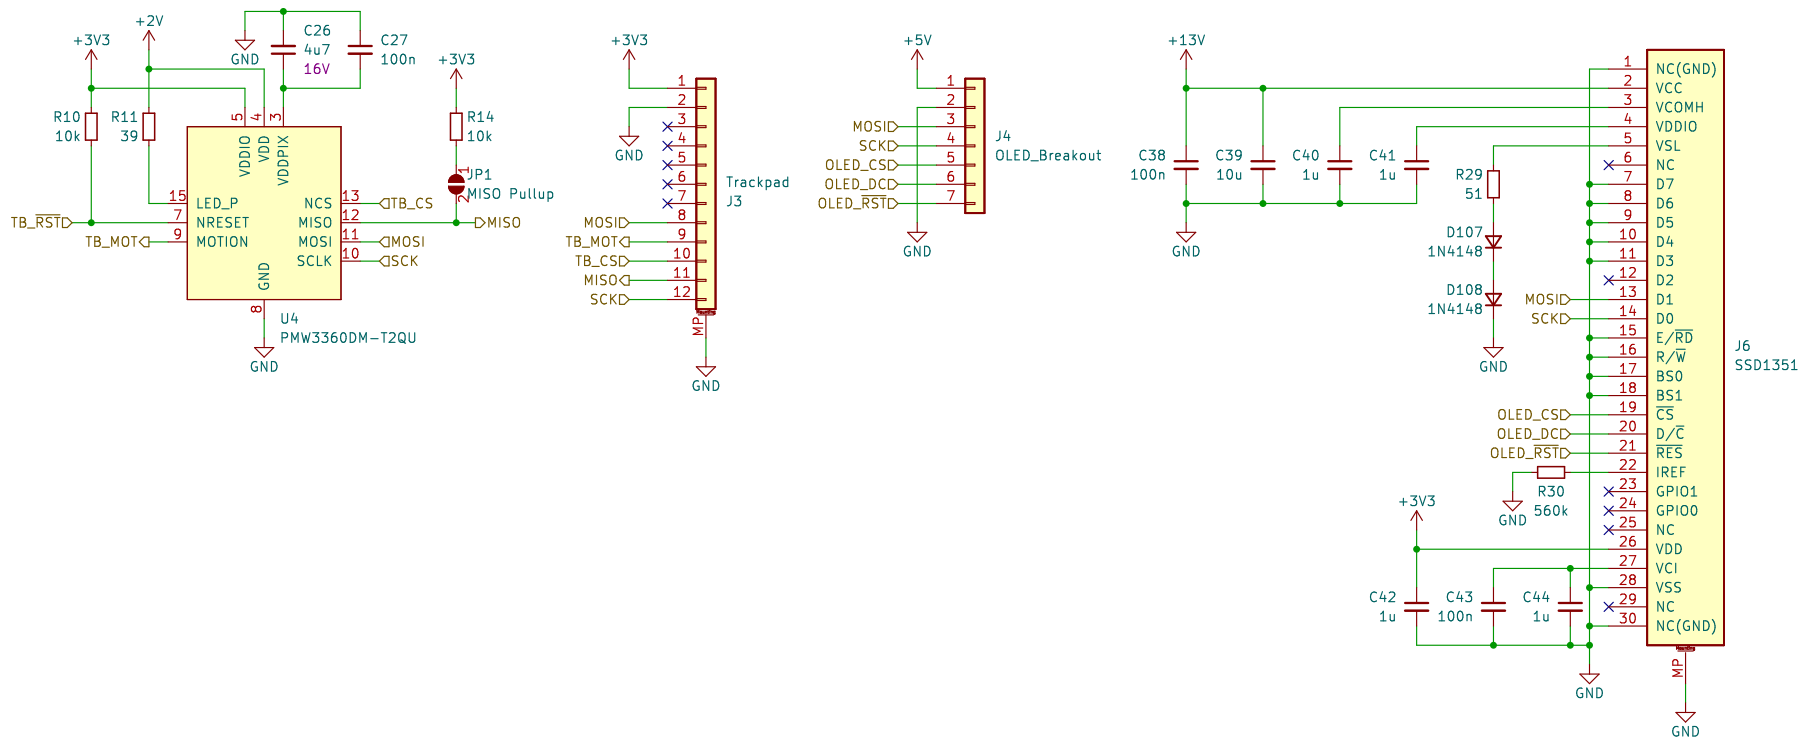 +3V3
+2V
GND
C26
4u7
16V
C27
100n
+3V3
R10
10k
R11
39
5
4
3
VDDIO
VDD
VDDPIX
R14
10k
1
JP1
MISO Pullup
2
15
LED_P
NCS
13
TB_CS
TB_RST
7
NRESET
MISO
12
MISO
TB_MOT
9
MOTION
MOSI
11
MOSI
SCLK
10
SCK
GND
8
U4
PMW3360DM-T2QU
GND
+3V3
1
2
3
4
5
6
7
8
9
10
11
12
GND
Trackpad
J3
MOSI
TB_MOT
TB_CS
MISO
SCK
MP
GND
+5V
1
2
3
4
5
6
7
MOSI
SCK
OLED_CS
OLED_DC
OLED_RST
J4
OLED_Breakout
GND
+13V
C38
100n
C39
10u
C40
1u
C41
1u
GND
R29
51
D107
1N4148
D108
1N4148
GND
1 NC(GND)
2 VCC
3 VCOMH
4 VDDIO
5 VSL
6 NC
7 D7
8 D6
9 D5
10 D4
11 D3
12 D2
MOSI 13 D1
SCK 14 D0
15 E/RD
16 R/W
17 BS0
18 BS1
OLED_CS 19 CS
OLED_DC 20 D/C
OLED_RST 21 RES
22 IREF
23 GPIO1
24 GPIO0
25 NC
26 VDD
27 VCI
28 VSS
29 NC
30 NC(GND)
J6
SSD1351
R30
560k
GND
+3V3
C42
1u
C43
100n
C44
1u
GND
MP
GND